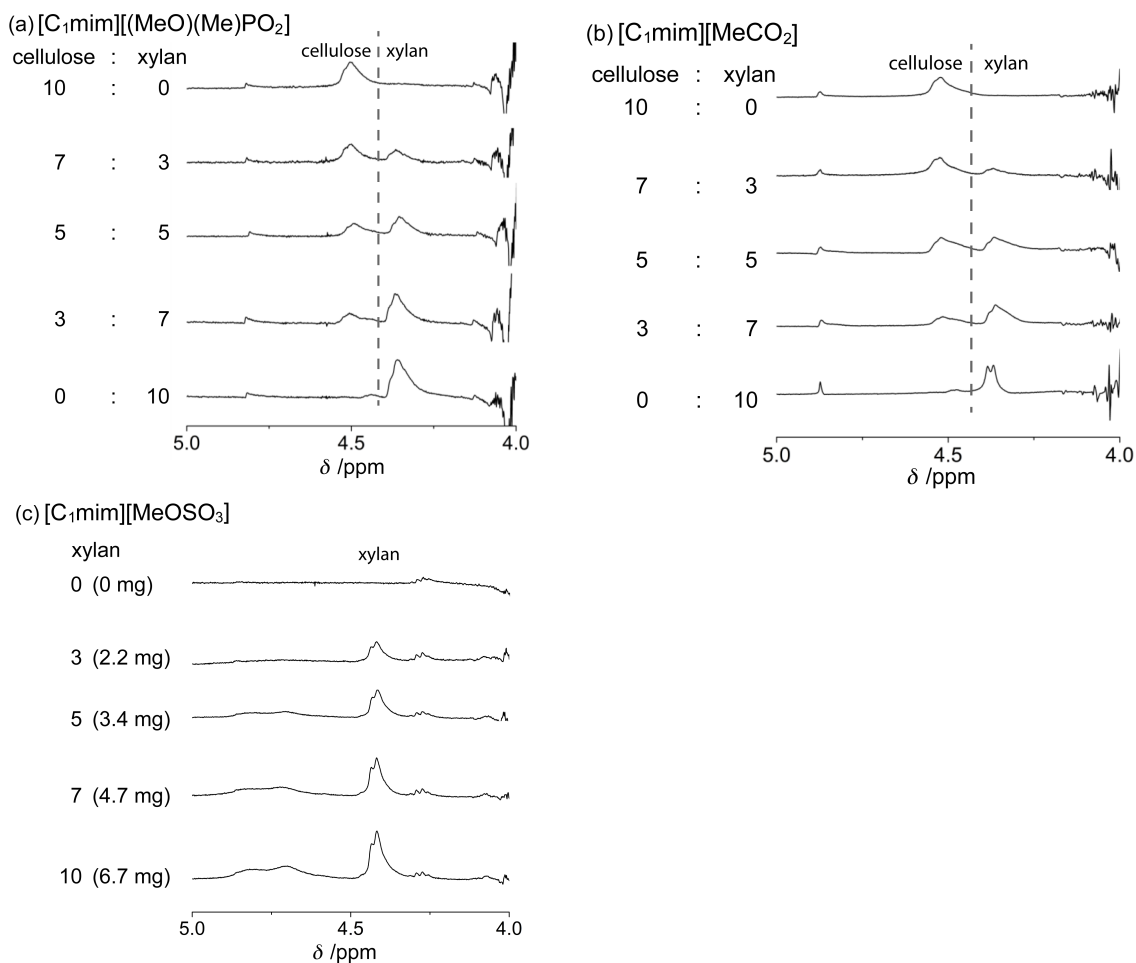 (a) [C₁mim][(MeO)(Me)PO₂]
cellulose : xylan
cellulose xylan
10 : 0
7 : 3
5 : 5
3 : 7
0 : 10
5.0 4.5 4.0
δ /ppm
(b) [C₁mim][MeCO₂]
cellulose : xylan
cellulose xylan
10 : 0
7 : 3
5 : 5
3 : 7
0 : 10
5.0 4.5 4.0
δ /ppm
(c) [C₁mim][MeOSO₃]
xylan
xylan
0 (0 mg)
3 (2.2 mg)
5 (3.4 mg)
7 (4.7 mg)
10 (6.7 mg)
5.0 4.5 4.0
δ /ppm